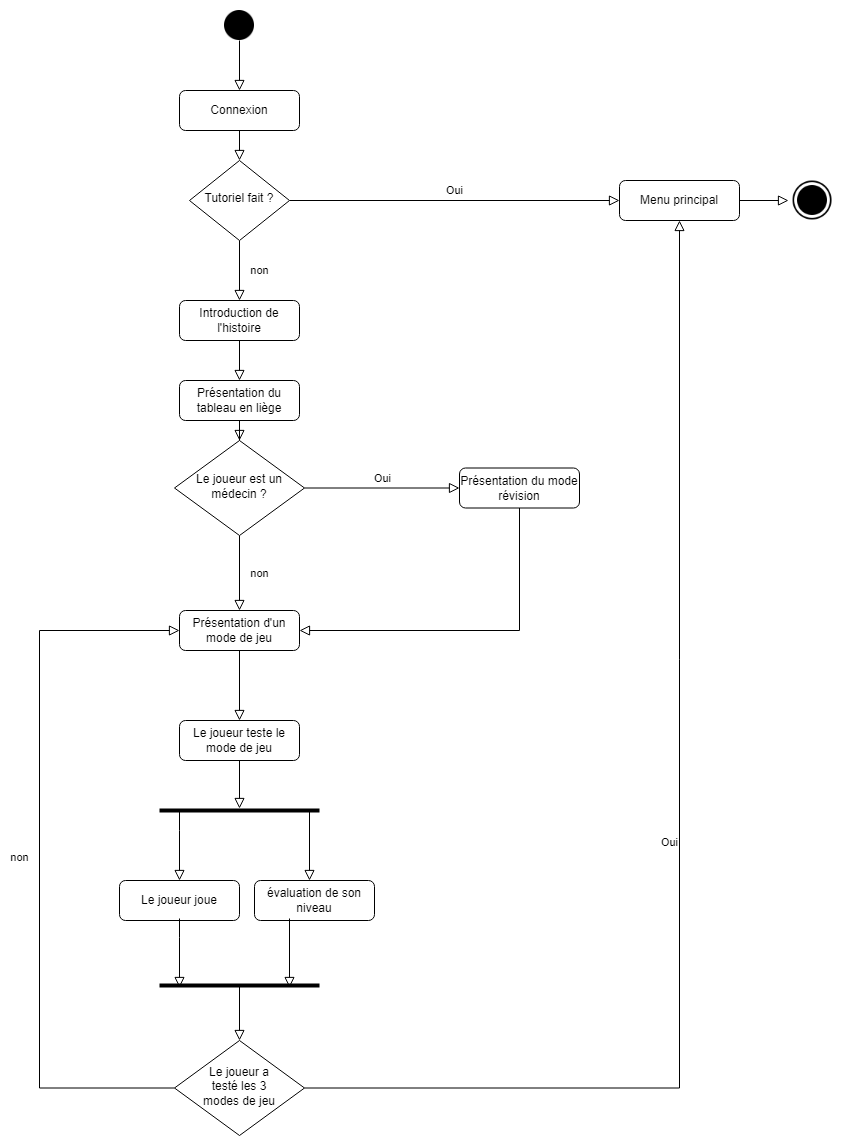 Connexion
Tutoriel fait ?
Oui
Menu principal
non
Introduction de
l'histoire
Présentation du
tableau en liège
Le joueur est un
médecin ?
Oui
Présentation du mode
révision
non
Présentation d'un
mode de jeu
Le joueur teste le
mode de jeu
Oui
non
Le joueur joue
évaluation de son
niveau
Le joueur a
testé les 3
modes de jeu